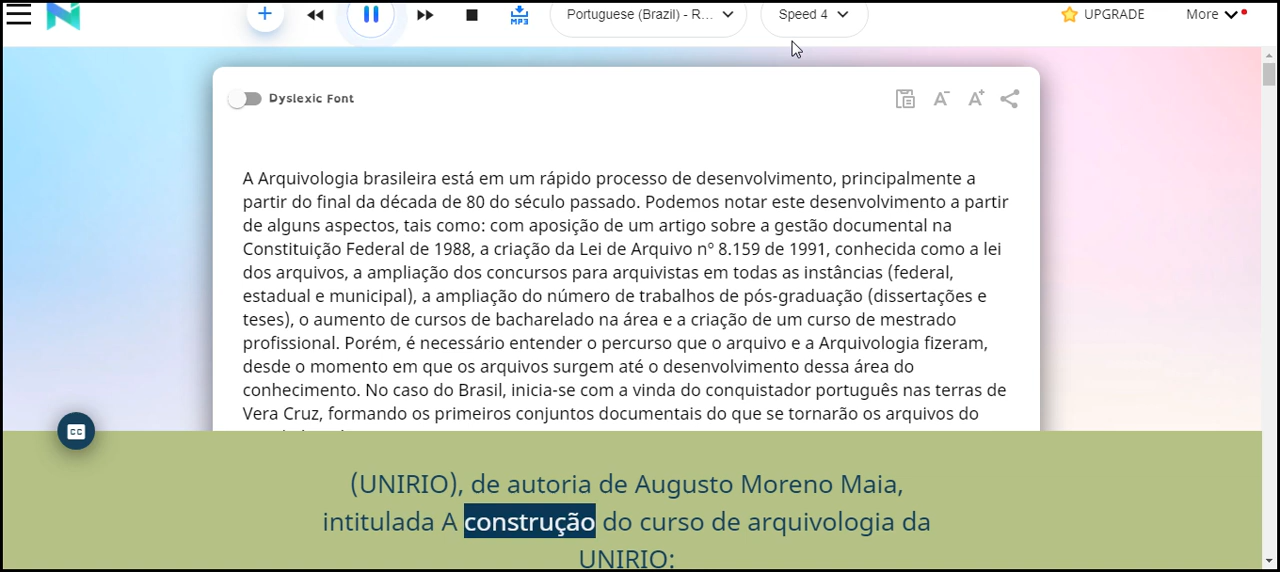 MP3
Portuguese (Brazil) - R...
Speed 4
UPGRADE
More
Dyslexic Font
A-
A+
A Arquivologia brasileira está em um rápido processo de desenvolvimento, principalmente a
partir do final da década de 80 do século passado. Podemos notar este desenvolvimento a partir
de alguns aspectos, tais como: com aposição de um artigo sobre a gestão documental na
Constituição Federal de 1988, a criação da Lei de Arquivo nº 8.159 de 1991, conhecida como a lei
dos arquivos, a ampliação dos concursos para arquivistas em todas as instâncias (federal,
estadual e municipal), a ampliação do número de trabalhos de pós-graduação (dissertações e
teses), o aumento de cursos de bacharelado na área e a criação de um curso de mestrado
profissional. Porém, é necessário entender o percurso que o arquivo e a Arquivologia fizeram,
desde o momento em que os arquivos surgem até o desenvolvimento dessa área do
conhecimento. No caso do Brasil, inicia-se com a vinda do conquistador português nas terras de
Vera Cruz, formando os primeiros conjuntos documentais do que se tornarão os arquivos do
CC
(UNIRIO), de autoria de Augusto Moreno Maia,
intitulada A construção do curso de arquivologia da
UNIRIO: